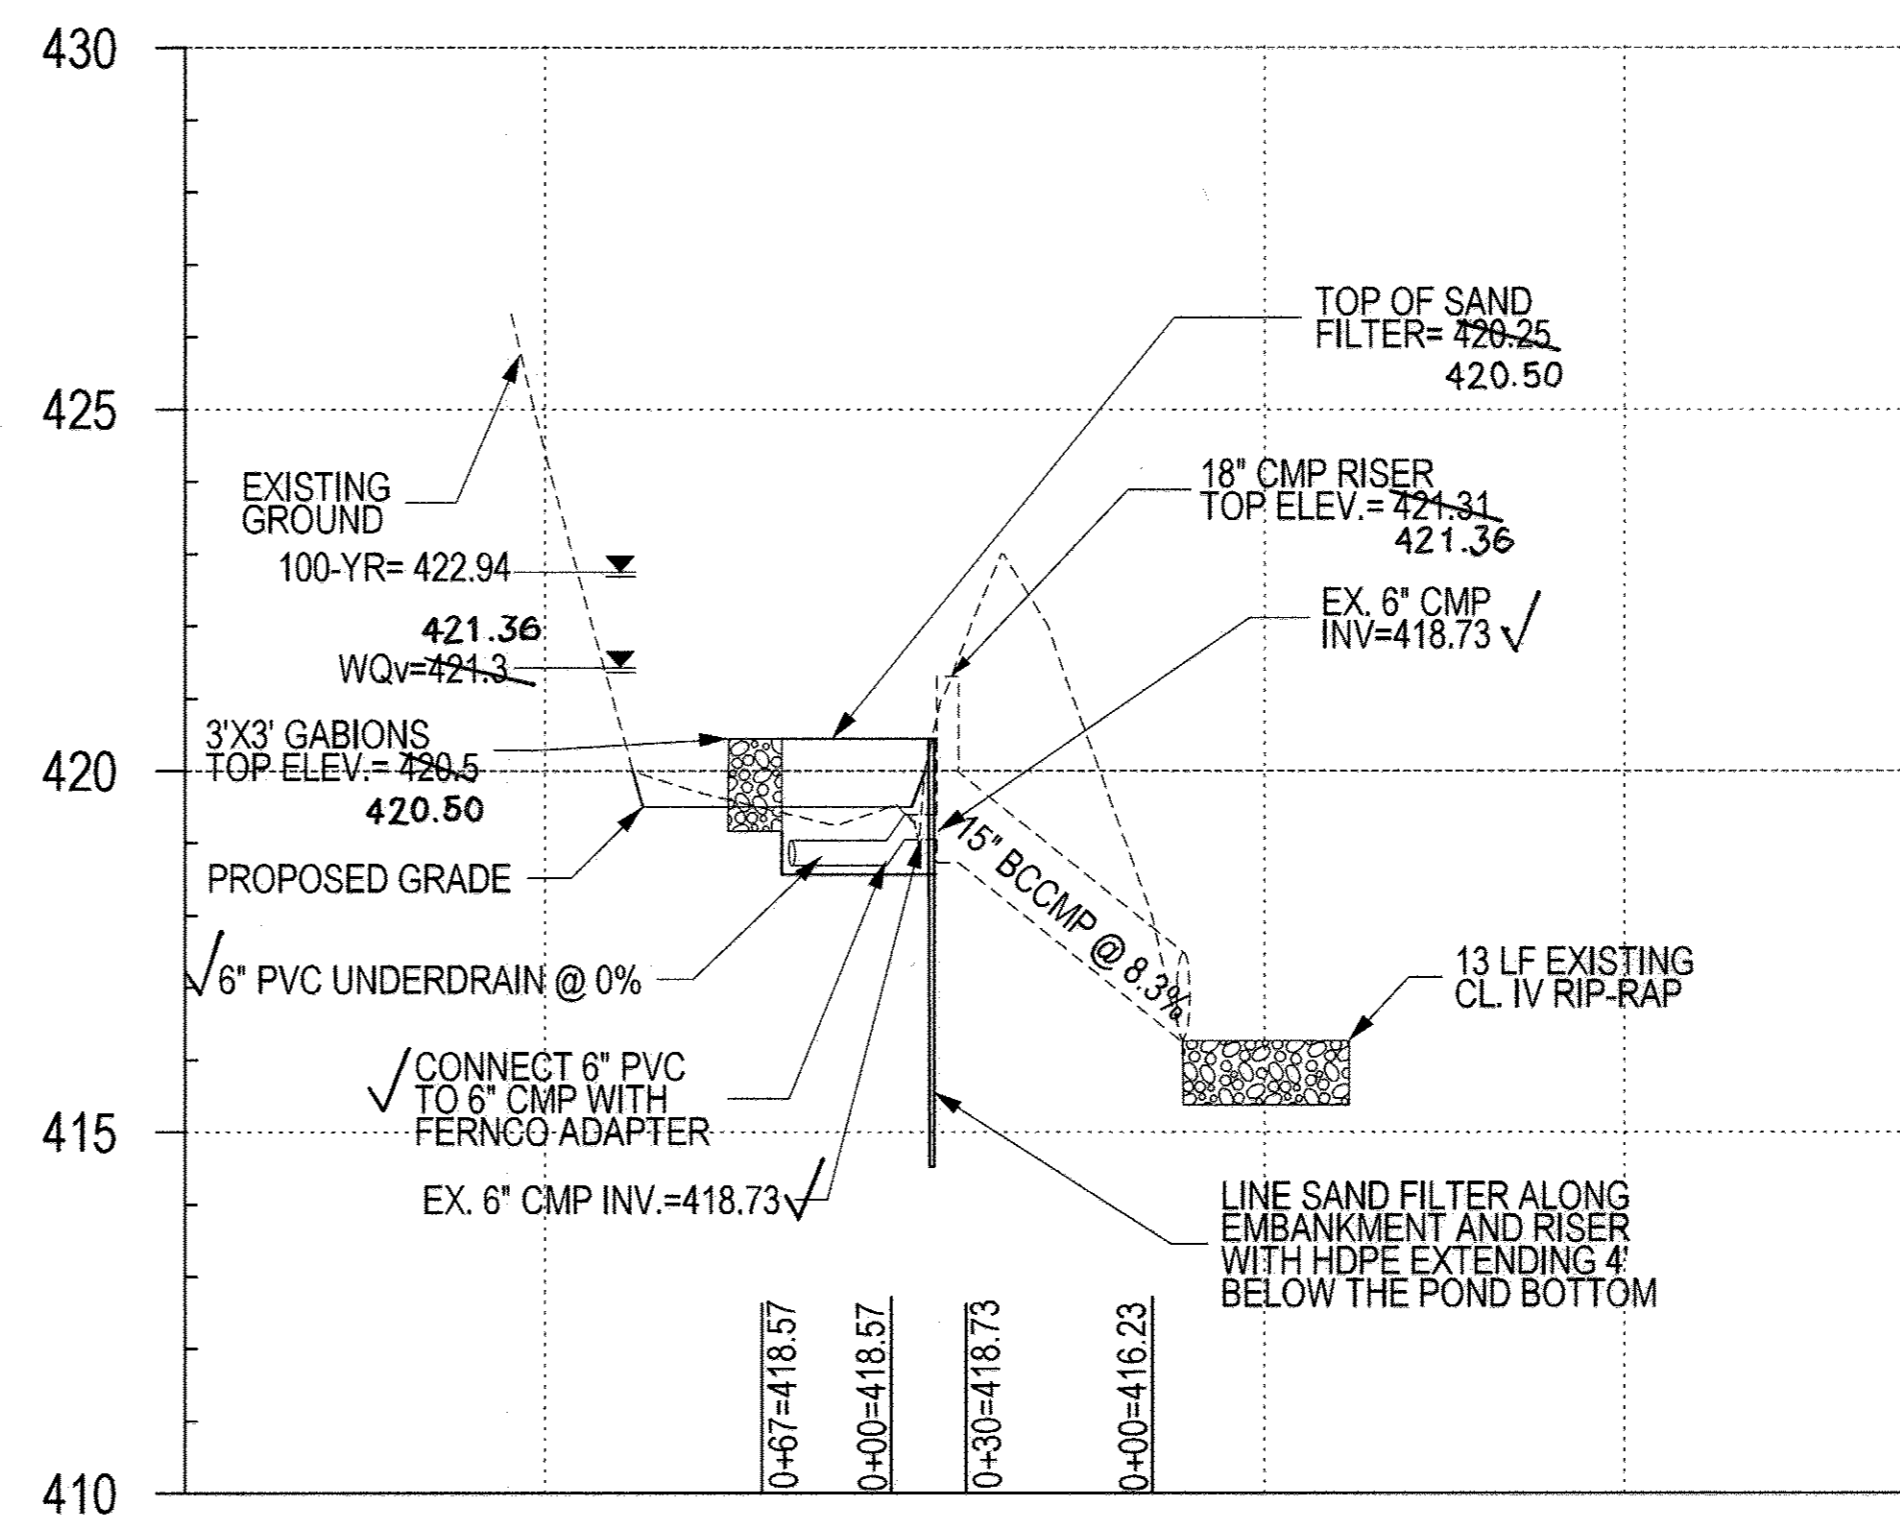 430
425
420
415
410
TOP OF SAND
FILTER= 420.25
420.50
18" CMP RISER
TOP ELEV.= 421.31
421.36
EX. 6" CMP
INV=418.73 ✓
EXISTING
GROUND
100-YR= 422.94
421.36
WQv=421.3
3'X3' GABIONS
TOP ELEV.= 420.5
420.50
PROPOSED GRADE
✓ 6" PVC UNDERDRAIN @ 0%
✓ CONNECT 6" PVC
TO 6" CMP WITH
FERNCO ADAPTER
EX. 6" CMP INV.=418.73 ✓
15" BCCMP @ 8.3%
13 LF EXISTING
CL. IV RIP-RAP
LINE SAND FILTER ALONG
EMBANKMENT AND RISER
WITH HDPE EXTENDING 4'
BELOW THE POND BOTTOM
0+67=418.57
0+00=418.57
0+30=418.73
0+00=416.23